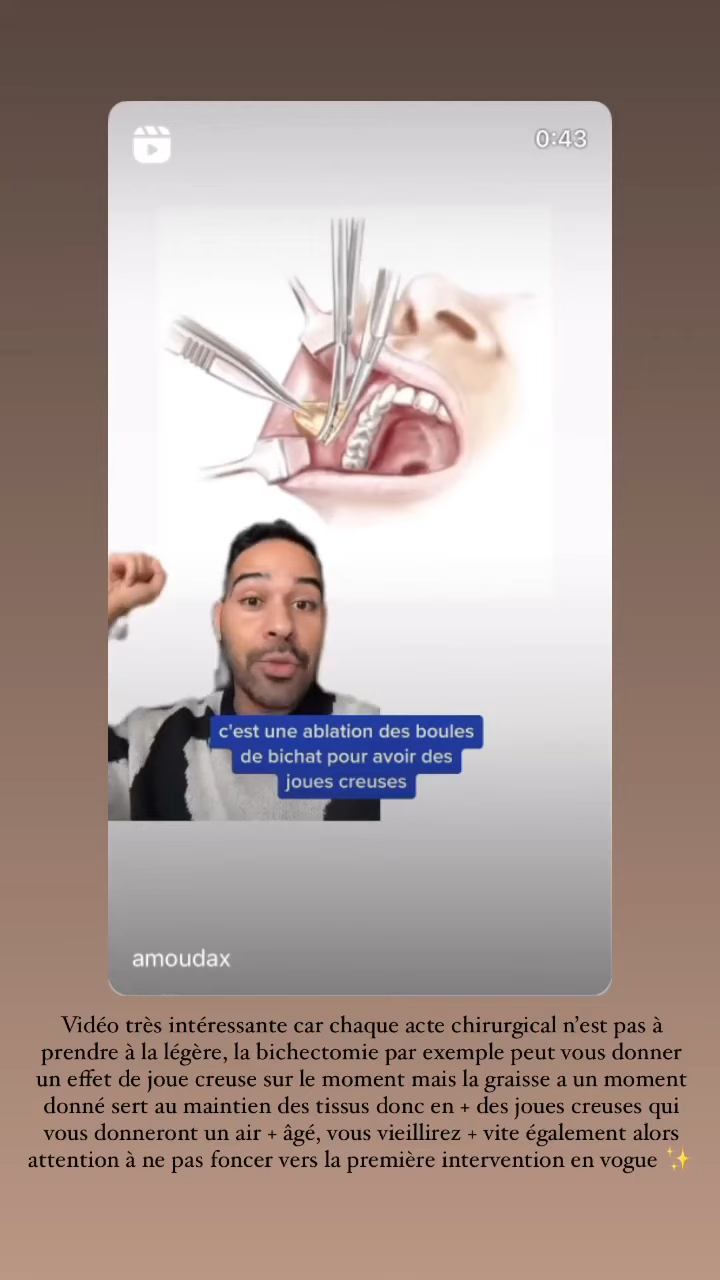 0:43
c'est une ablation des boules
de bichat pour avoir des
joues creuses
amoudax
Vidéo très intéressante car chaque acte chirurgical n’est pas à
prendre à la légère, la bichectomie par exemple peut vous donner
un effet de joue creuse sur le moment mais la graisse a un moment
donné sert au maintien des tissus donc en + des joues creuses qui
vous donneront un air + âgé, vous vieillirez + vite également alors
attention à ne pas foncer vers la première intervention en vogue ✨